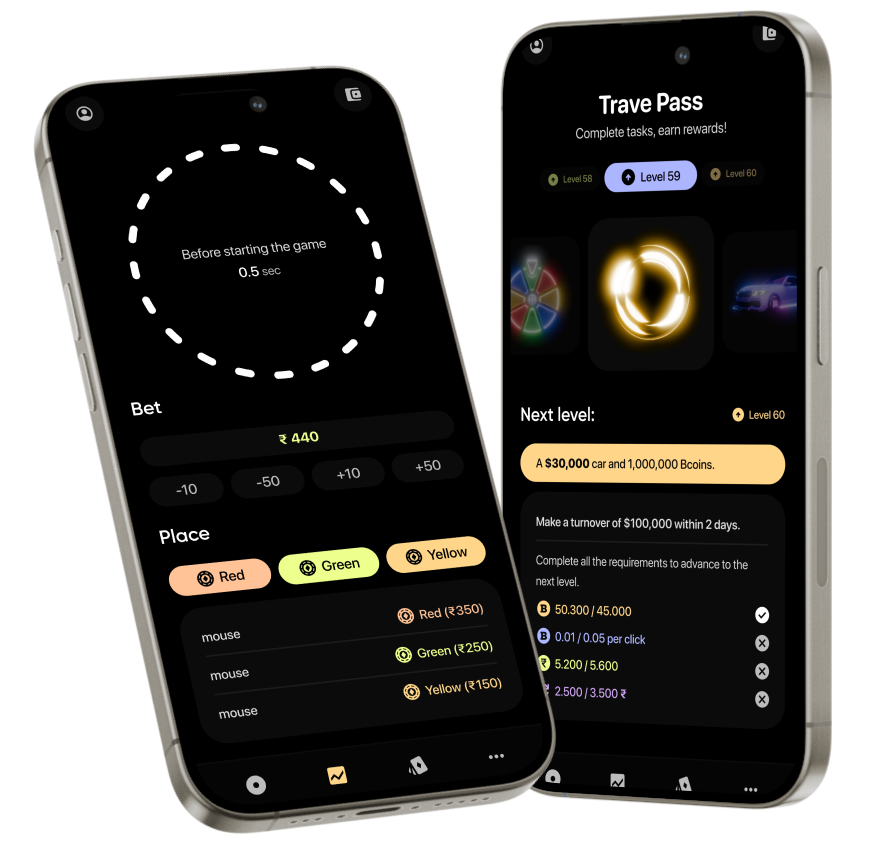 Before starting the game
0.5 sec
Bet
₹ 440
-10
-50
+10
+50
Place
Red
Green
Yellow
mouse
Red (₹350)
mouse
Green (₹250)
mouse
Yellow (₹150)
Trave Pass
Complete tasks, earn rewards!
Level 58
Level 59
Level 60
Next level:
Level 60
A $30,000 car and 1,000,000 Bcoins.
Make a turnover of $100,000 within 2 days.
Complete all the requirements to advance to the
next level.
B 50.300 / 45.000
B 0.01 / 0.05 per click
₹ 5.200 / 5.600
2.500 / 3.500 ₹